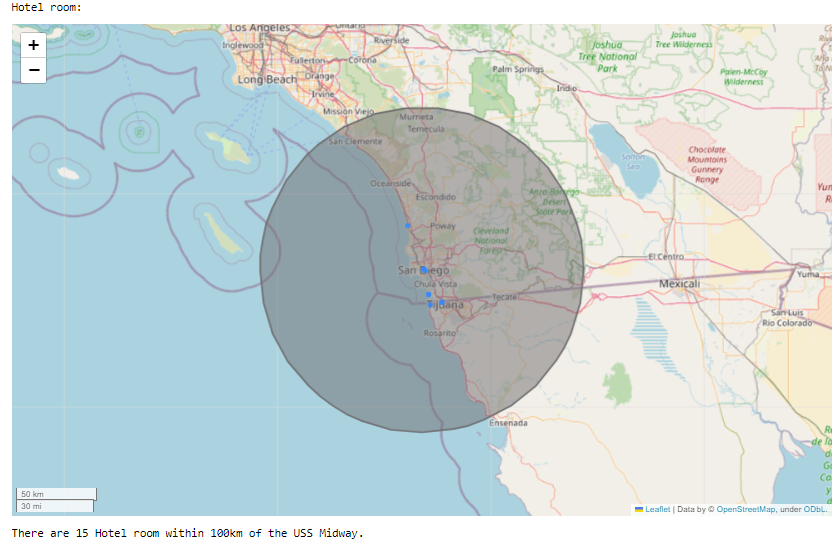 Hotel room:
Los Angeles
Riverside
Inglewood
Fullerton
Corona
Long Beach
Orange
Irvine
Mission Viejo
Palm Springs
Indio
Joshua
Tree National
Park
Joshua
Tree Wilderness
Palen-McCoy
Wilderness
+
−
Murrieta
Temecula
San Clemente
Oceanside
Escondido
Salton
Sea
Chocolate
Mountains
Gunnery
Range
Anza-Borrego
Desert
State Park
Poway
Cleveland
National
Forest
San Diego
Chula Vista
El Centro
Mexicali
Yuma
Tijuana
Tecate
San Luis
Río Colorado
Rosarito
Ensenada
50 km
30 mi
Leaflet | Data by © OpenStreetMap, under ODbL.
There are 15 Hotel room within 100km of the USS Midway.